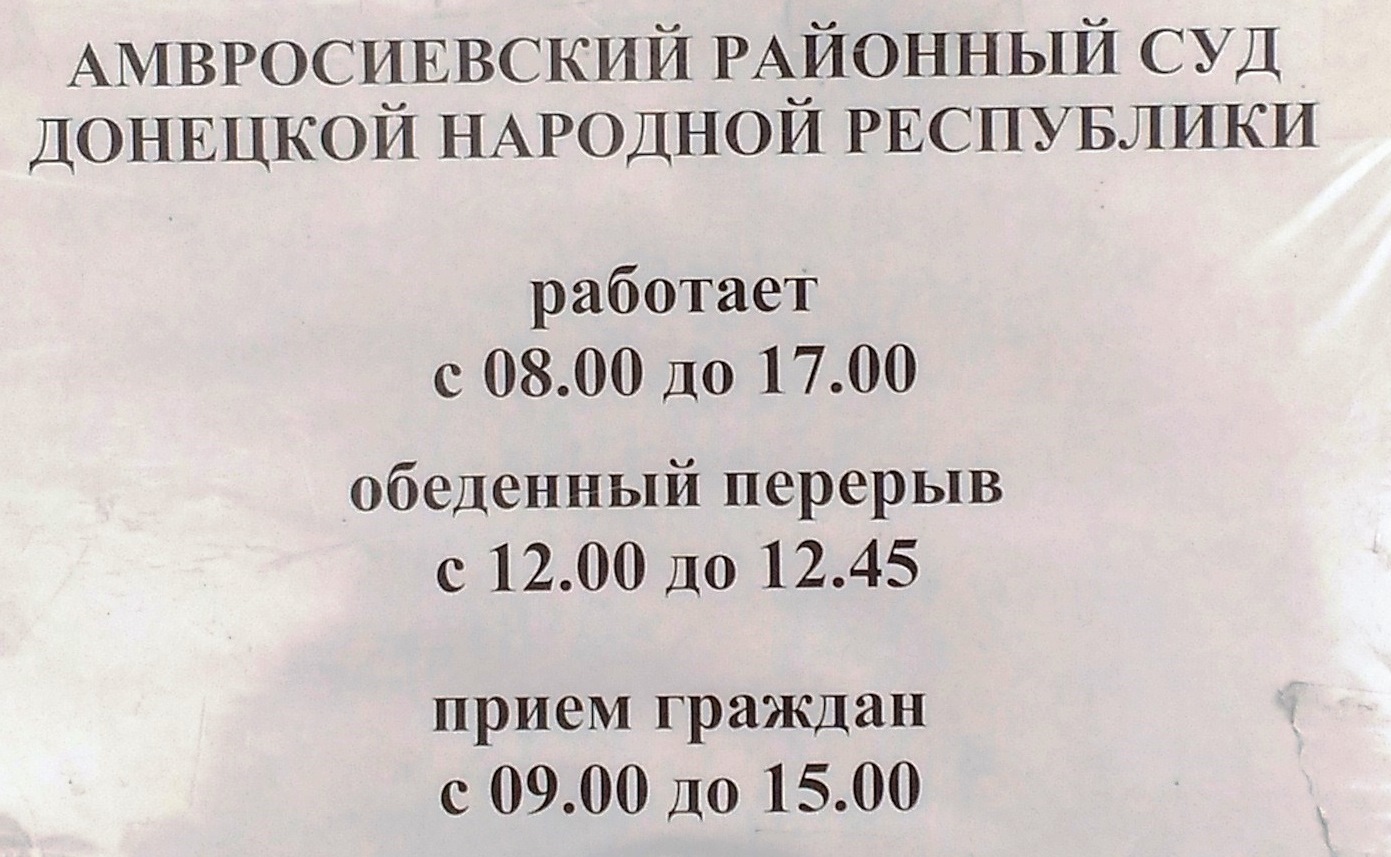 АМВРОСИЕВСКИЙ РАЙОННЫЙ СУД
ДОНЕЦКОЙ НАРОДНОЙ РЕСПУБЛИКИ
работает
с 08.00 до 17.00
обеденный перерыв
с 12.00 до 12.45
прием граждан
с 09.00 до 15.00